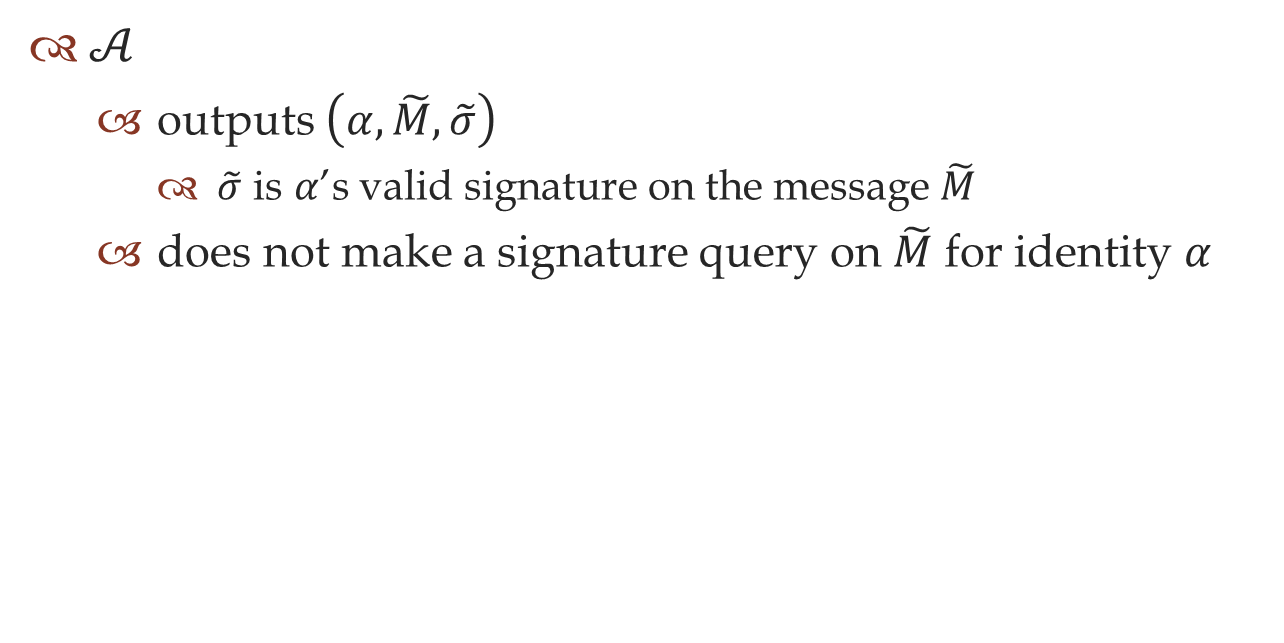 𝒜
outputs (α, M̃, σ̃)
σ̃ is α′s valid signature on the message M̃
does not make a signature query on M̃ for identity α